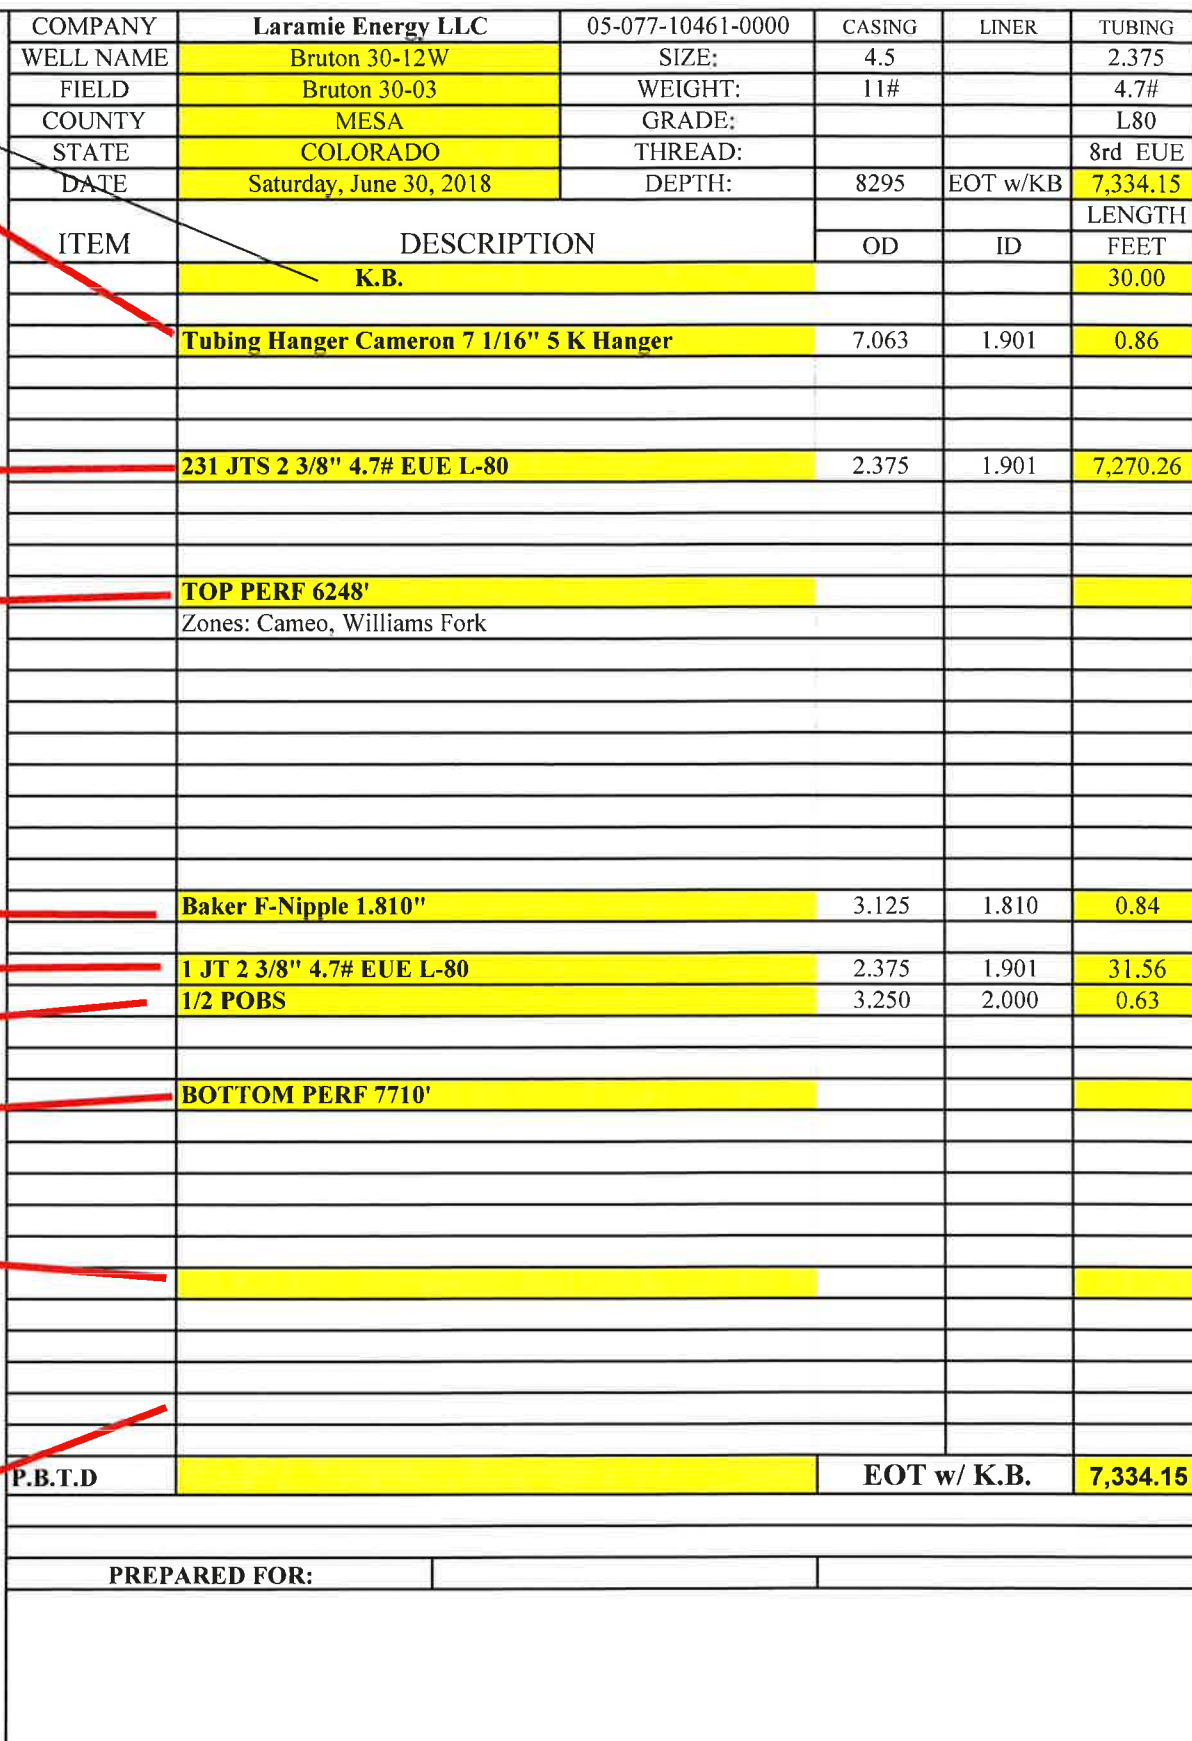 COMPANY Laramie Energy LLC 05-077-10461-0000 CASING LINER TUBING
WELL NAME Bruton 30-12W SIZE: 4.5 2.375
FIELD Bruton 30-03 WEIGHT: 11# 4.7#
COUNTY MESA GRADE: L80
STATE COLORADO THREAD: 8rd EUE
DATE Saturday, June 30, 2018 DEPTH: 8295 EOT w/KB 7,334.15
LENGTH
ITEM DESCRIPTION OD ID FEET
K.B. 30.00
Tubing Hanger Cameron 7 1/16" 5 K Hanger 7.063 1.901 0.86
231 JTS 2 3/8" 4.7# EUE L-80 2.375 1.901 7,270.26
TOP PERF 6248'
Zones: Cameo, Williams Fork
Baker F-Nipple 1.810" 3.125 1.810 0.84
1 JT 2 3/8" 4.7# EUE L-80 2.375 1.901 31.56
1/2 POBS 3.250 2.000 0.63
BOTTOM PERF 7710'
P.B.T.D EOT w/ K.B. 7,334.15
PREPARED FOR: